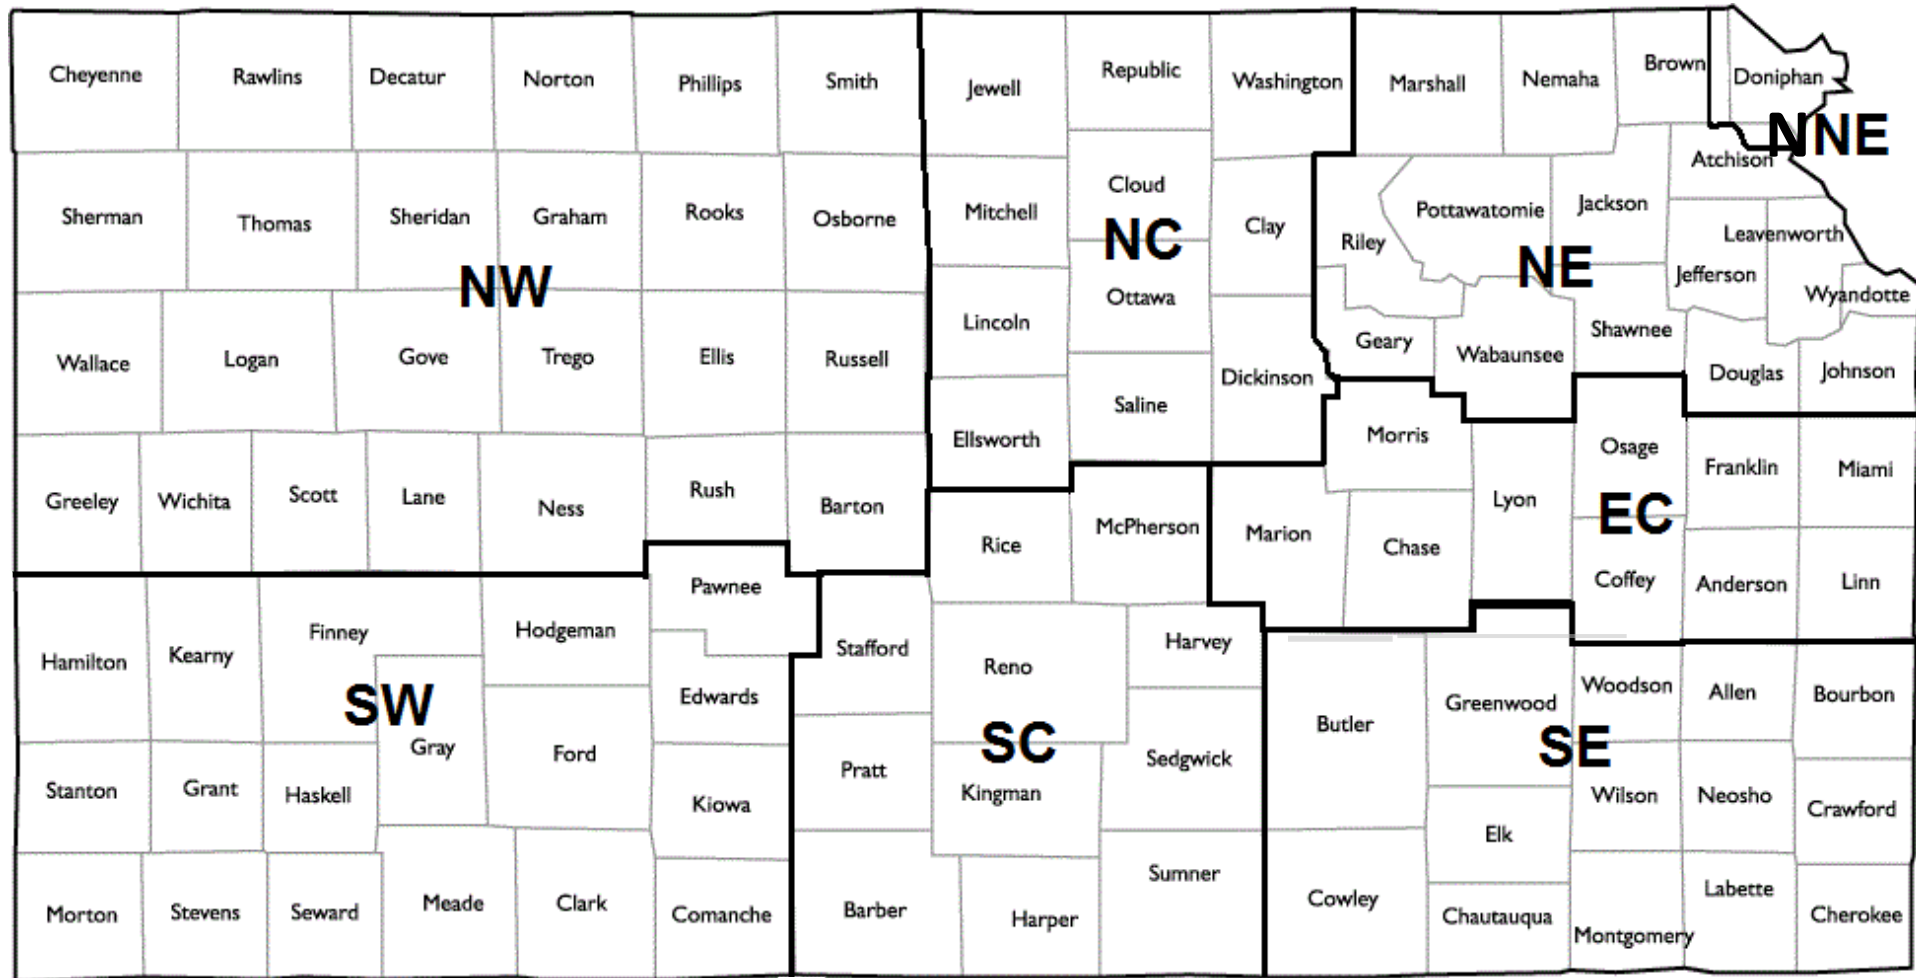 Cheyenne
Rawlins
Decatur
Norton
Phillips
Smith
Jewell
Republic
Washington
Marshall
Nemaha
Brown
Doniphan
NNE
Atchison
Sherman
Thomas
Sheridan
Graham
Rooks
Osborne
Mitchell
Cloud
Clay
Riley
Pottawatomie
Jackson
Leavenworth
Jefferson
Wyandotte
NW
NC
NE
Wallace
Logan
Gove
Trego
Ellis
Russell
Lincoln
Ottawa
Dickinson
Geary
Wabaunsee
Shawnee
Douglas
Johnson
Greeley
Wichita
Scott
Lane
Ness
Rush
Barton
Ellsworth
Saline
Morris
Osage
Franklin
Miami
Rice
McPherson
Marion
Chase
Lyon
EC
Coffey
Anderson
Linn
Hamilton
Kearny
Finney
Hodgeman
Pawnee
Stafford
Reno
Harvey
SW
Gray
Ford
Edwards
SC
Butler
Greenwood
SE
Woodson
Allen
Bourbon
Stanton
Grant
Haskell
Kiowa
Pratt
Kingman
Sedgwick
Elk
Wilson
Neosho
Crawford
Morton
Stevens
Seward
Meade
Clark
Comanche
Barber
Harper
Sumner
Cowley
Chautauqua
Montgomery
Labette
Cherokee